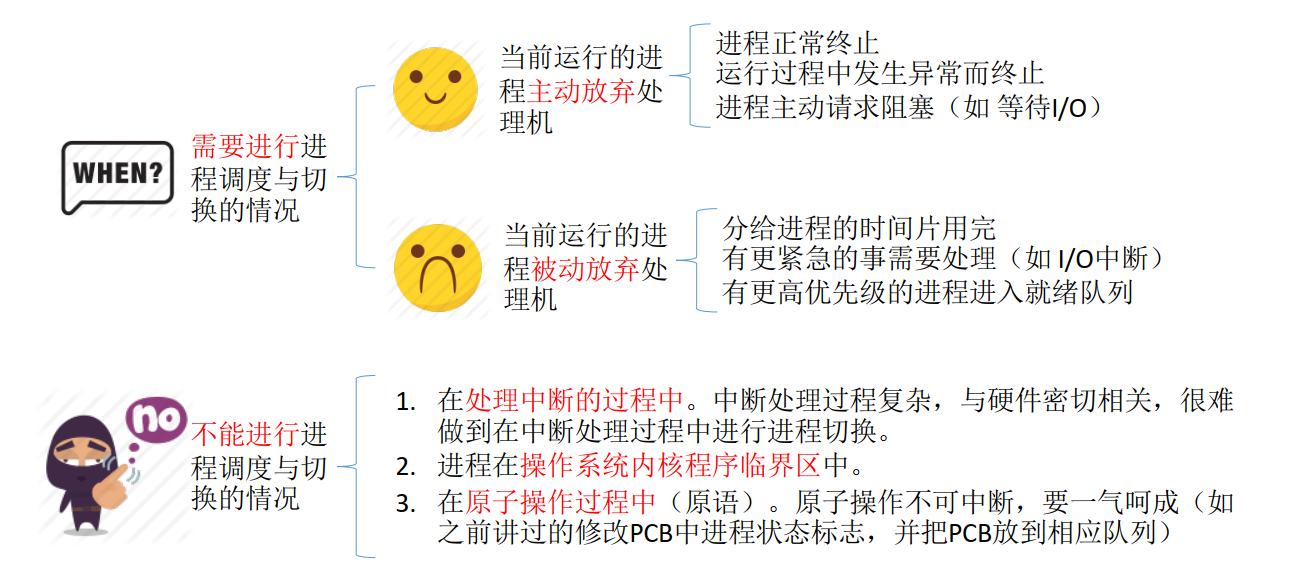 当前运行的进
程主动放弃处
理机
进程正常终止
运行过程中发生异常而终止
进程主动请求阻塞（如 等待I/O）
WHEN?
需要进行进
程调度与切
换的情况
当前运行的进
程被动放弃处
理机
分给进程的时间片用完
有更紧急的事需要处理（如 I/O中断）
有更高优先级的进程进入就绪队列
no
不能进行进
程调度与切
换的情况
1. 在处理中断的过程中。中断处理过程复杂，与硬件密切相关，很难
做到在中断处理过程中进行进程切换。
2. 进程在操作系统内核程序临界区中。
3. 在原子操作过程中（原语）。原子操作不可中断，要一气呵成（如
之前讲过的修改PCB中进程状态标志，并把PCB放到相应队列）